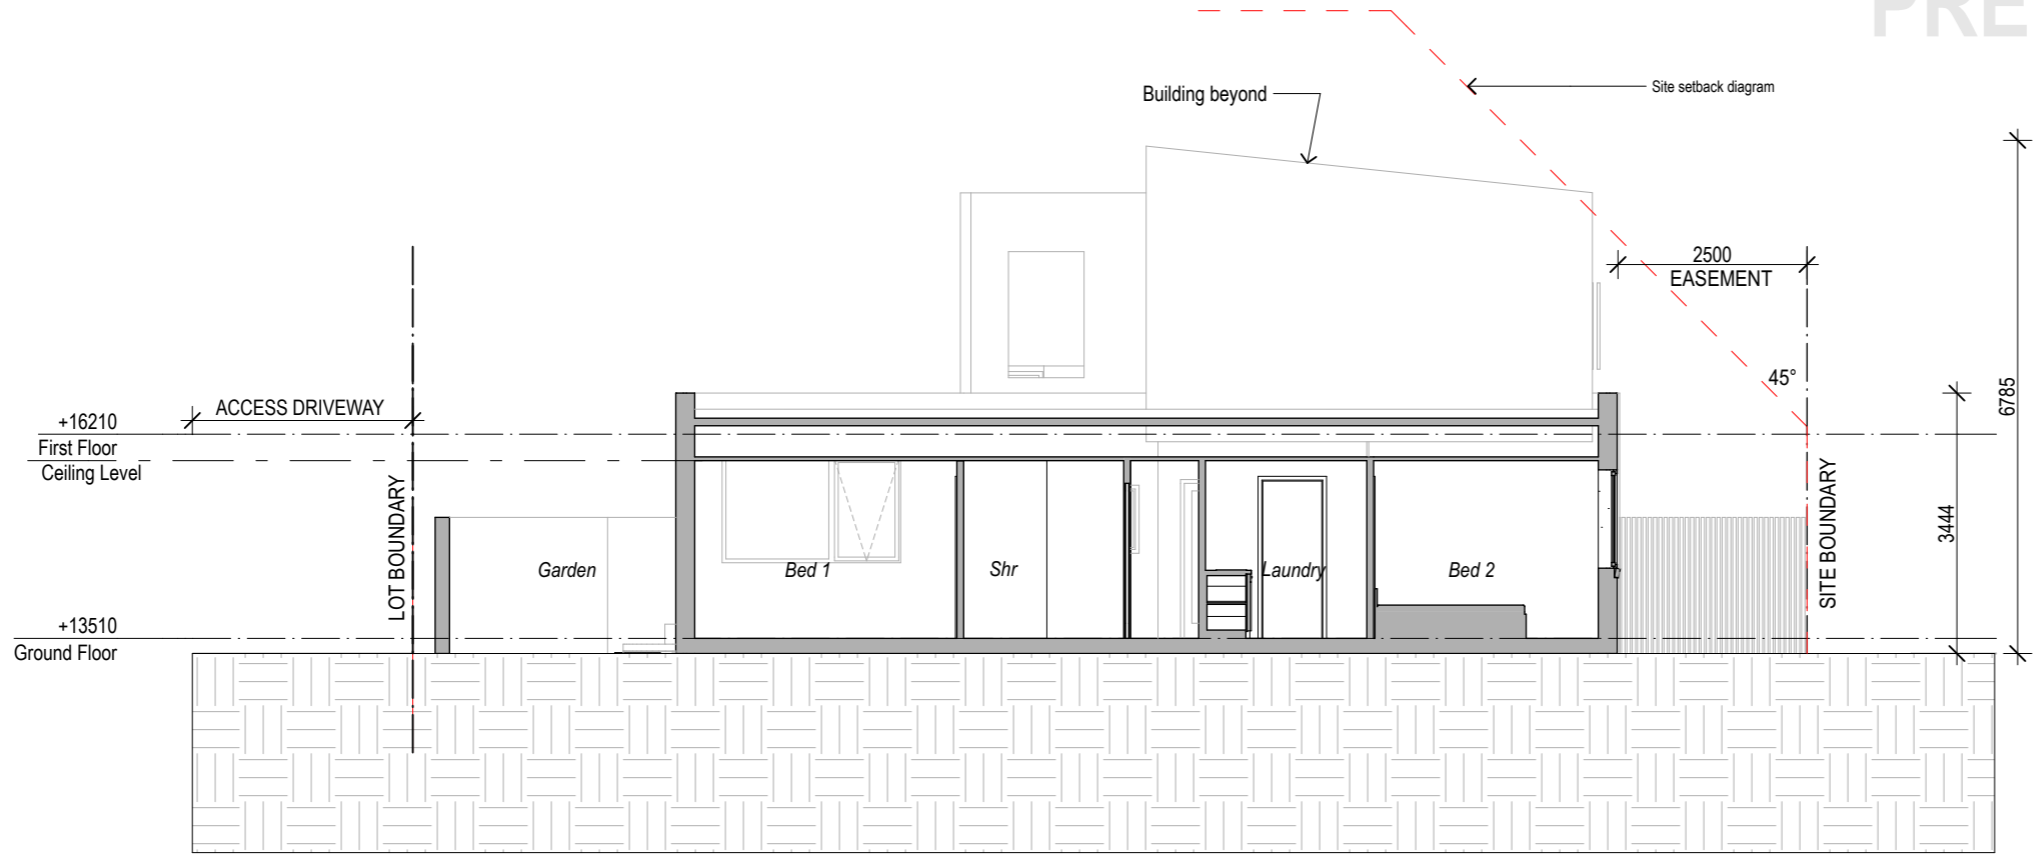 PRE
Building beyond
Site setback diagram
2500
EASEMENT
45°
6785
ACCESS DRIVEWAY
+16210
First Floor
Ceiling Level
LOT BOUNDARY
SITE BOUNDARY
3444
Garden
Bed 1
Shr
Laundry
Bed 2
+13510
Ground Floor